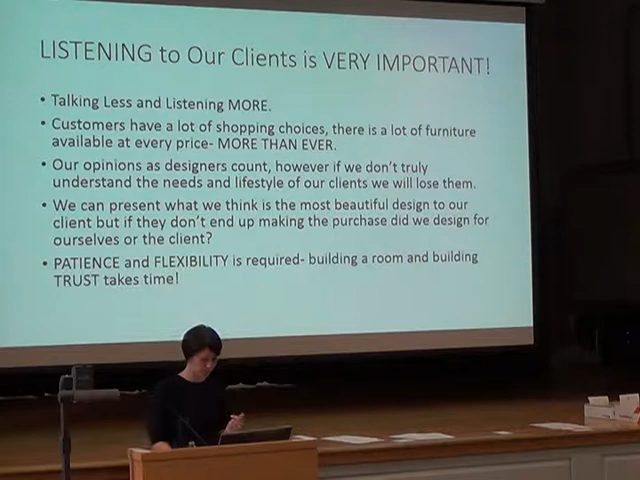 LISTENING to Our Clients is VERY IMPORTANT!
• Talking Less and Listening MORE.
• Customers have a lot of shopping choices, there is a lot of furniture
available at every price- MORE THAN EVER.
• Our opinions as designers count, however if we don't truly
understand the needs and lifestyle of our clients we will lose them.
• We can present what we think is the most beautiful design to our
client but if they don't end up making the purchase did we design for
ourselves or the client?
• PATIENCE and FLEXIBILITY is required- building a room and building
TRUST takes time!